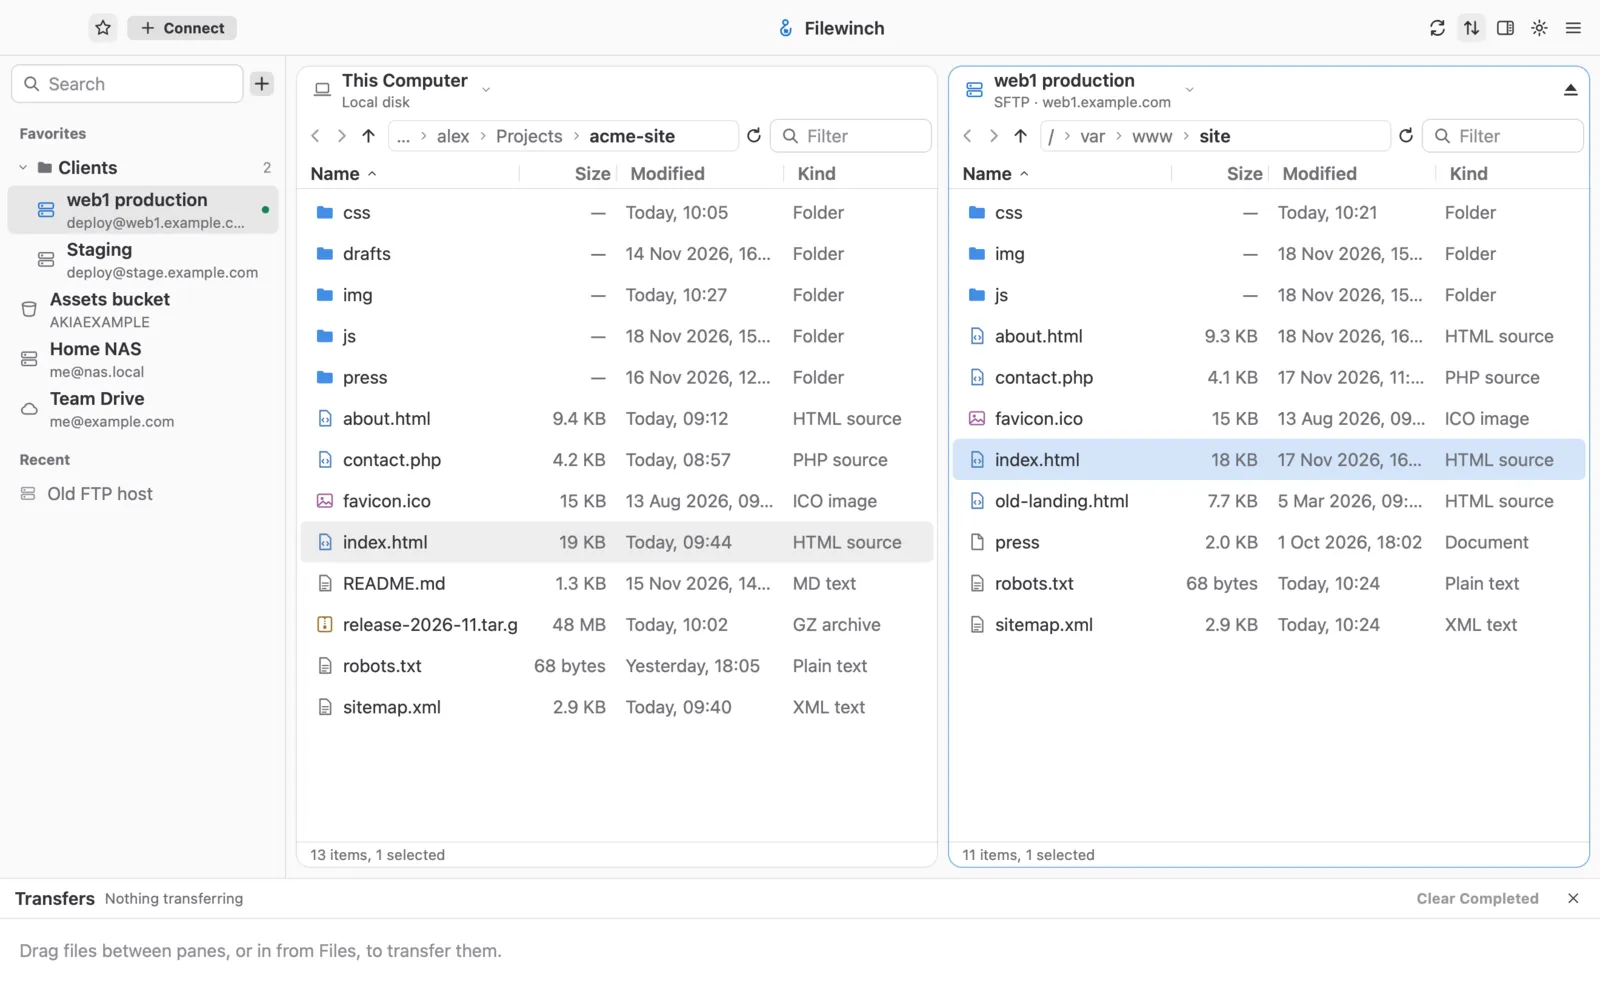 Connect
Filewinch
Search
Favorites
Clients 2
web1 production
deploy@web1.example.c...
Staging
deploy@stage.example.com
Assets bucket
AKIAEXAMPLE
Home NAS
me@nas.local
Team Drive
me@example.com
Recent
Old FTP host
This Computer
Local disk
... › alex › Projects › acme-site
Filter
Name Size Modified Kind
css — Today, 10:05 Folder
drafts — 14 Nov 2026, 16... Folder
img — Today, 10:27 Folder
js — 18 Nov 2026, 15... Folder
press — 16 Nov 2026, 12... Folder
about.html 9.4 KB Today, 09:12 HTML source
contact.php 4.2 KB Today, 08:57 PHP source
favicon.ico 15 KB 13 Aug 2026, 09... ICO image
index.html 19 KB Today, 09:44 HTML source
README.md 1.3 KB 15 Nov 2026, 14... MD text
release-2026-11.tar.g 48 MB Today, 10:02 GZ archive
robots.txt 68 bytes Yesterday, 18:05 Plain text
sitemap.xml 2.9 KB Today, 09:40 XML text
13 items, 1 selected
web1 production
SFTP · web1.example.com
/ › var › www › site
Filter
Name Size Modified Kind
css — Today, 10:21 Folder
img — 18 Nov 2026, 15... Folder
js — 18 Nov 2026, 15... Folder
about.html 9.3 KB 18 Nov 2026, 16... HTML source
contact.php 4.1 KB 17 Nov 2026, 11:... PHP source
favicon.ico 15 KB 13 Aug 2026, 09... ICO image
index.html 18 KB 17 Nov 2026, 16... HTML source
old-landing.html 7.7 KB 5 Mar 2026, 09:... HTML source
press 2.0 KB 1 Oct 2026, 18:02 Document
robots.txt 68 bytes Today, 10:24 Plain text
sitemap.xml 2.9 KB Today, 10:24 XML text
11 items, 1 selected
Transfers Nothing transferring
Clear Completed
Drag files between panes, or in from Files, to transfer them.